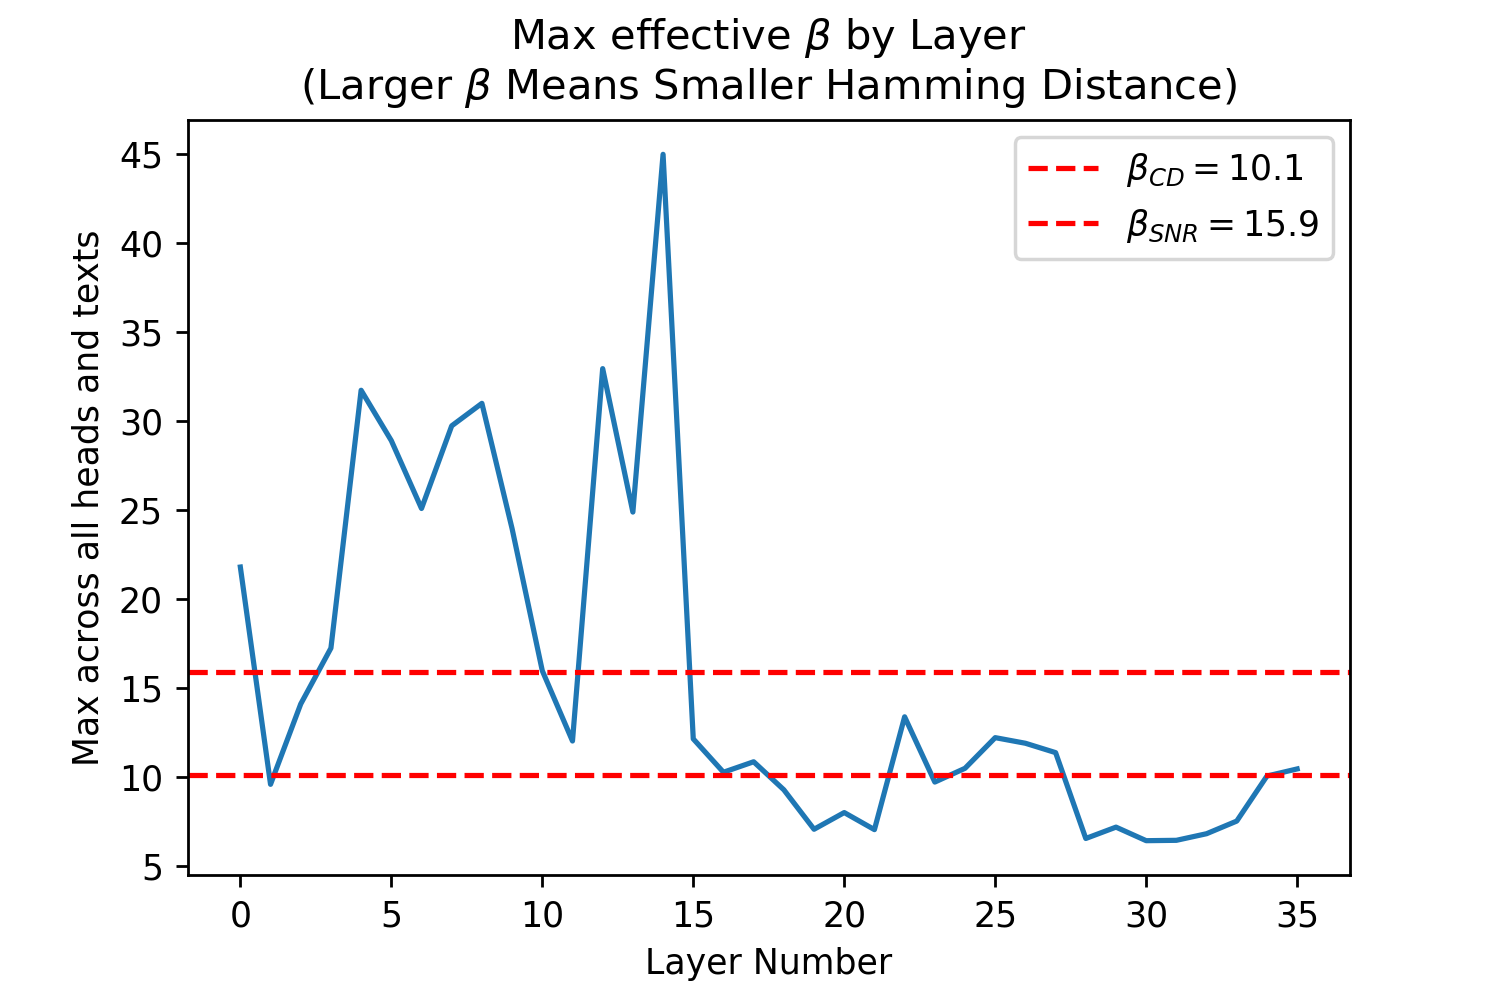 Max effective β by Layer
(Larger β Means Smaller Hamming Distance)
β_CD = 10.1
β_SNR = 15.9
Max across all heads and texts
45
40
35
30
25
20
15
10
5
0 5 10 15 20 25 30 35
Layer Number